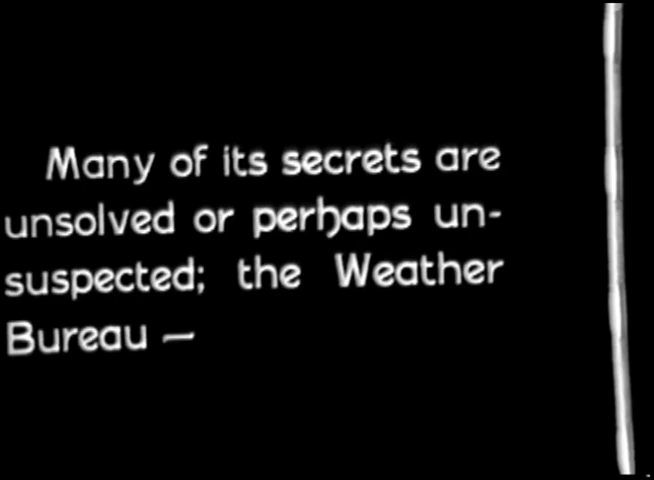 Many of its secrets are
unsolved or perhaps un-
suspected; the Weather
Bureau —